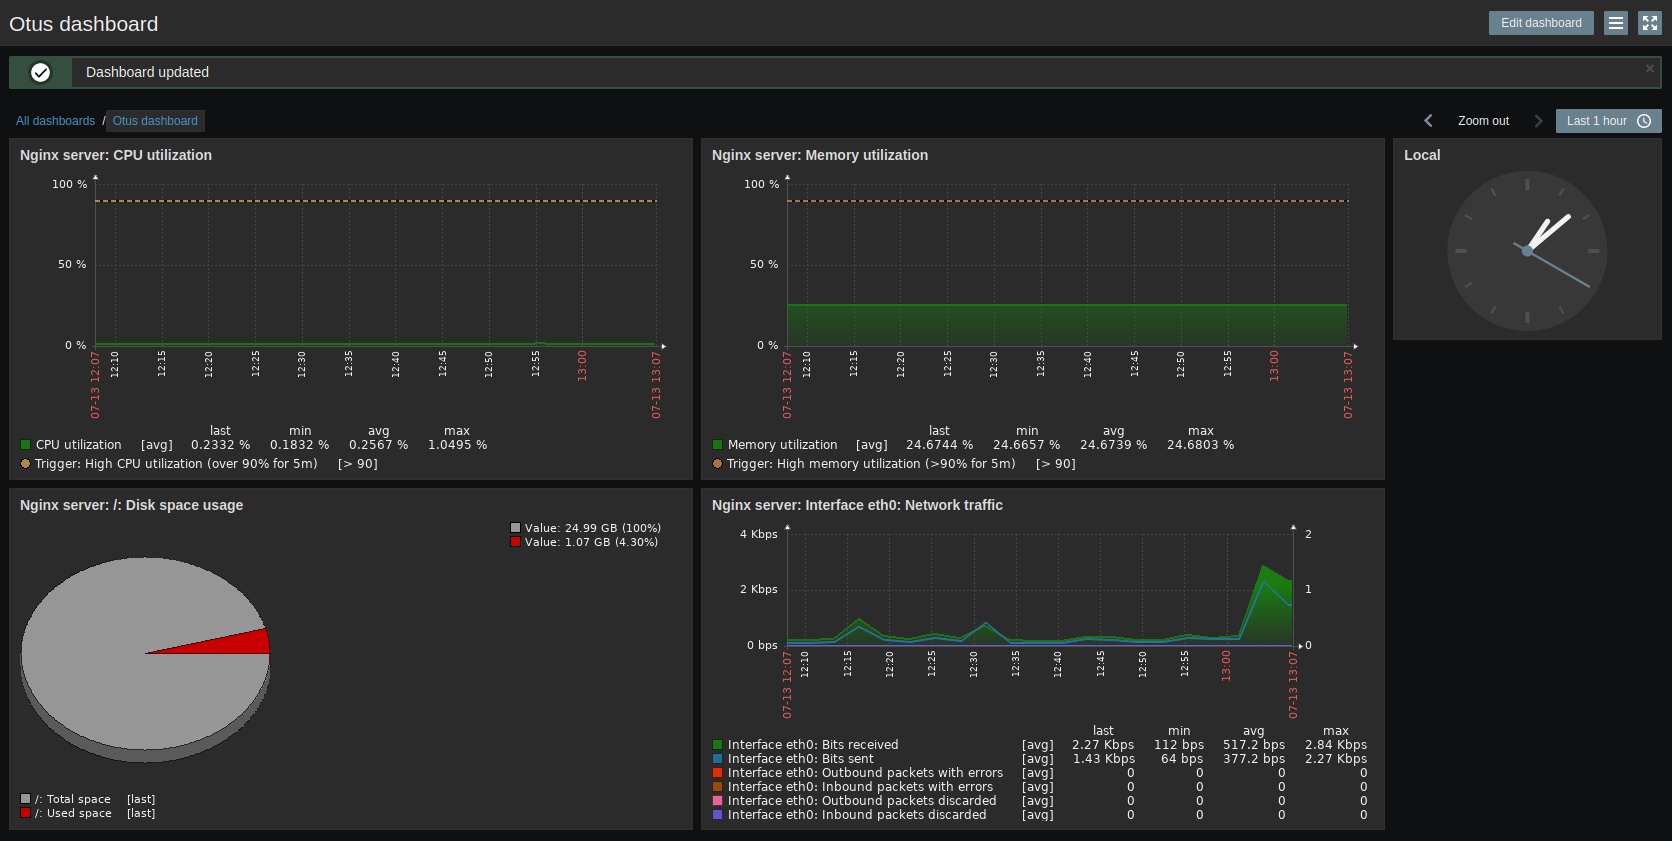 Otus dashboard
Edit dashboard
Dashboard updated
All dashboards / Otus dashboard
Zoom out
Last 1 hour
Nginx server: CPU utilization
100 %
50 %
0 %
07-13 12:07
12:10
12:15
12:20
12:25
12:30
12:35
12:40
12:45
12:50
12:55
13:00
07-13 13:07
last min avg max
CPU utilization [avg] 0.2332 % 0.1832 % 0.2567 % 1.0495 %
Trigger: High CPU utilization (over 90% for 5m) [> 90]
Nginx server: Memory utilization
100 %
50 %
0 %
07-13 12:07
12:10
12:15
12:20
12:25
12:30
12:35
12:40
12:45
12:50
12:55
13:00
07-13 13:07
last min avg max
Memory utilization [avg] 24.6744 % 24.6657 % 24.6739 % 24.6803 %
Trigger: High memory utilization (>90% for 5m) [> 90]
Local
Nginx server: /: Disk space usage
Value: 24.99 GB (100%)
Value: 1.07 GB (4.30%)
/: Total space [last]
/: Used space [last]
Nginx server: Interface eth0: Network traffic
4 Kbps
2 Kbps
0 bps
2
1
0
07-13 12:07
12:10
12:15
12:20
12:25
12:30
12:35
12:40
12:45
12:50
12:55
13:00
07-13 13:07
last min avg max
Interface eth0: Bits received [avg] 2.27 Kbps 112 bps 517.2 bps 2.84 Kbps
Interface eth0: Bits sent [avg] 1.43 Kbps 64 bps 377.2 bps 2.27 Kbps
Interface eth0: Outbound packets with errors [avg] 0 0 0 0
Interface eth0: Inbound packets with errors [avg] 0 0 0 0
Interface eth0: Outbound packets discarded [avg] 0 0 0 0
Interface eth0: Inbound packets discarded [avg] 0 0 0 0